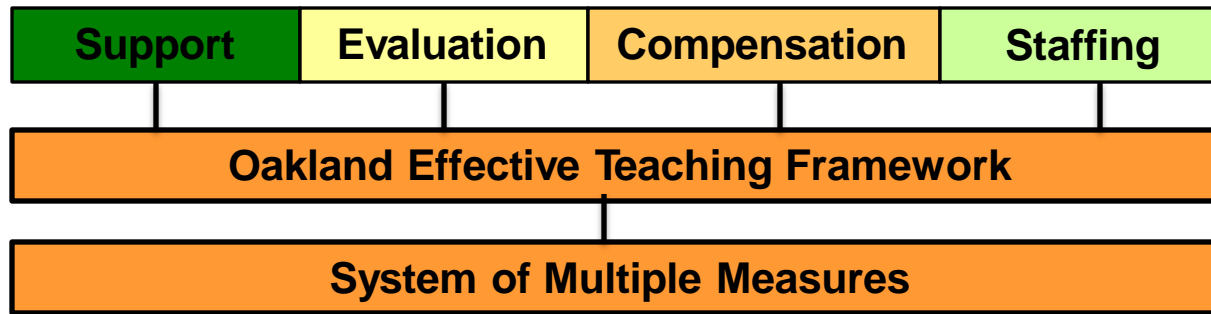 Support Evaluation Compensation Staffing
Oakland Effective Teaching Framework
System of Multiple Measures